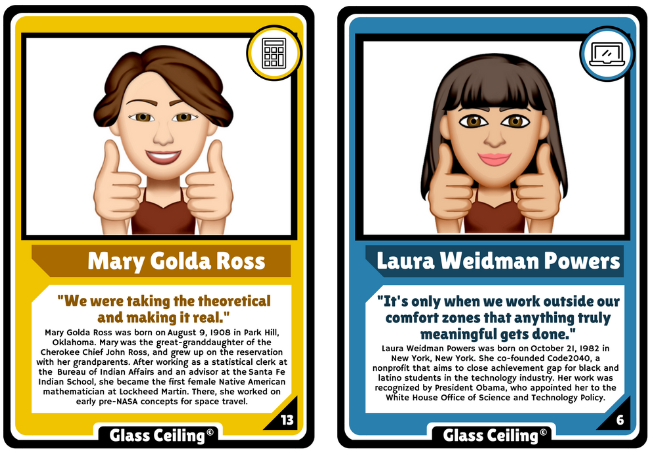 Mary Golda Ross
"We were taking the theoretical
and making it real."
Mary Golda Ross was born on August 9, 1908 in Park Hill,
Oklahoma. Mary was the great-granddaughter of the
Cherokee Chief John Ross, and grew up on the reservation
with her grandparents. After working as a statistical clerk at
the Bureau of Indian Affairs and an advisor at the Santa Fe
Indian School, she became the first female Native American
mathematician at Lockheed Martin. There, she worked on
early pre-NASA concepts for space travel.
13
Glass Ceiling©
Laura Weidman Powers
"It's only when we work outside our
comfort zones that anything truly
meaningful gets done."
Laura Weidman Powers was born on October 21, 1982 in
New York, New York. She co-founded Code2040, a
nonprofit that aims to close achievement gap for black and
latino students in the technology industry. Her work was
recognized by President Obama, who appointed her to the
White House Office of Science and Technology Policy.
6
Glass Ceiling©